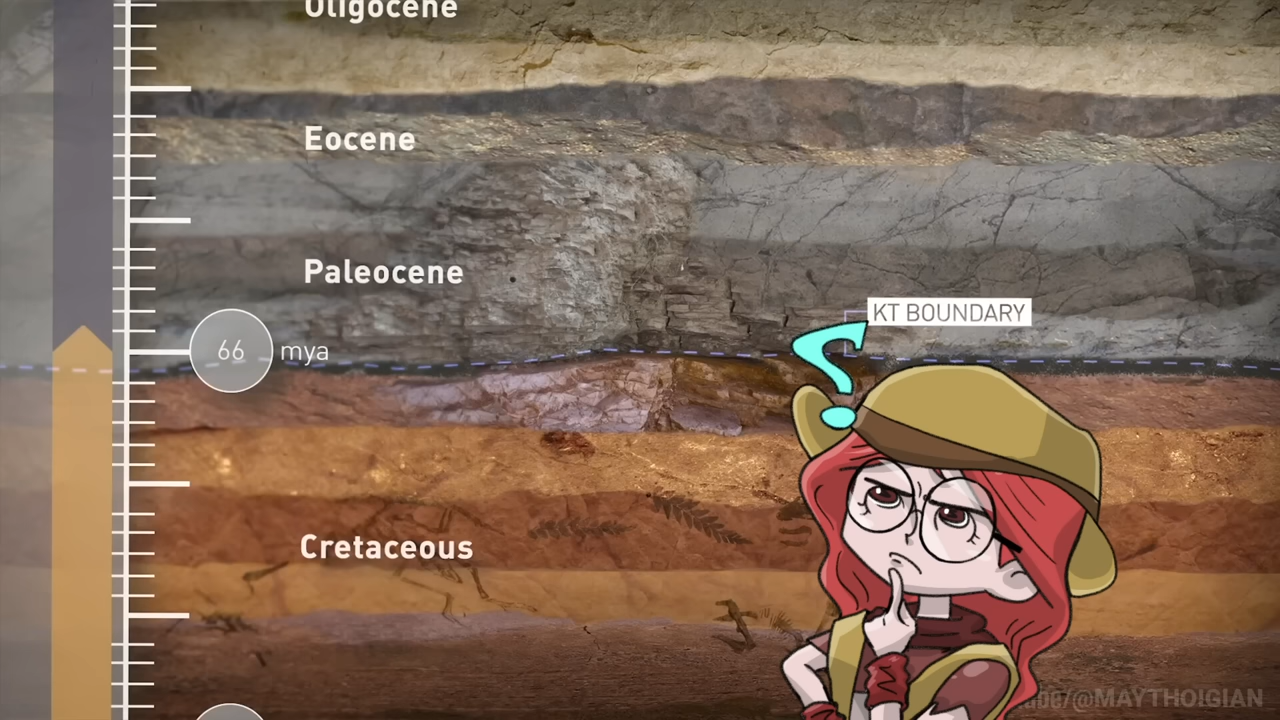 Oligocene
Eocene
Paleocene
KT BOUNDARY
66 mya
Cretaceous
?
/@MAYTHOIGIAN